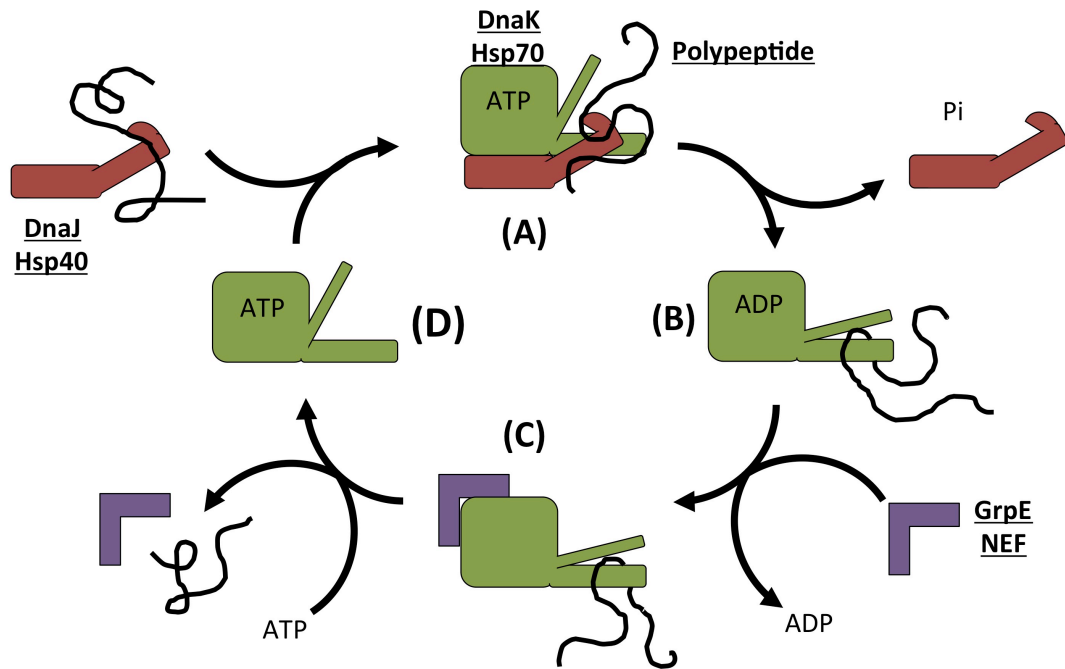 DnaK
Hsp70
Polypeptide
ATP
Pi
(A)
DnaJ
Hsp40
ATP
(D)
(B)
ADP
(C)
GrpE
NEF
ATP
ADP